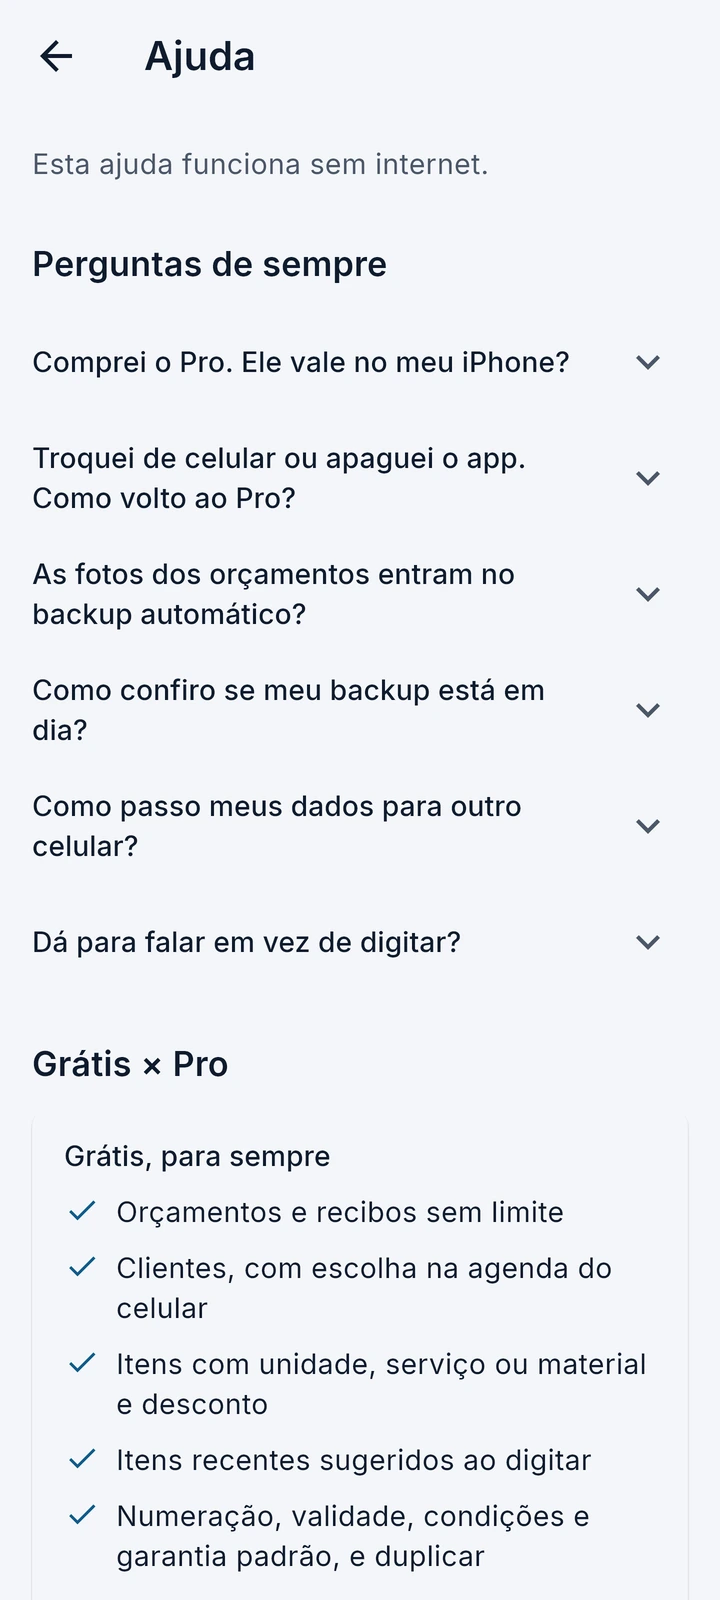 Ajuda
Esta ajuda funciona sem internet.
Perguntas de sempre
Comprei o Pro. Ele vale no meu iPhone?
Troquei de celular ou apaguei o app.
Como volto ao Pro?
As fotos dos orçamentos entram no
backup automático?
Como confiro se meu backup está em
dia?
Como passo meus dados para outro
celular?
Dá para falar em vez de digitar?
Grátis × Pro
Grátis, para sempre
Orçamentos e recibos sem limite
Clientes, com escolha na agenda do
celular
Itens com unidade, serviço ou material
e desconto
Itens recentes sugeridos ao digitar
Numeração, validade, condições e
garantia padrão, e duplicar